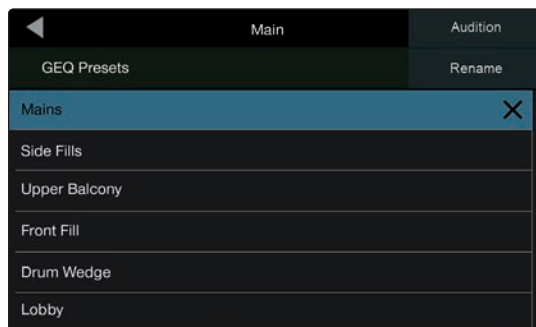 Main
Audition
GEQ Presets
Rename
Mains
Side Fills
Upper Balcony
Front Fill
Drum Wedge
Lobby